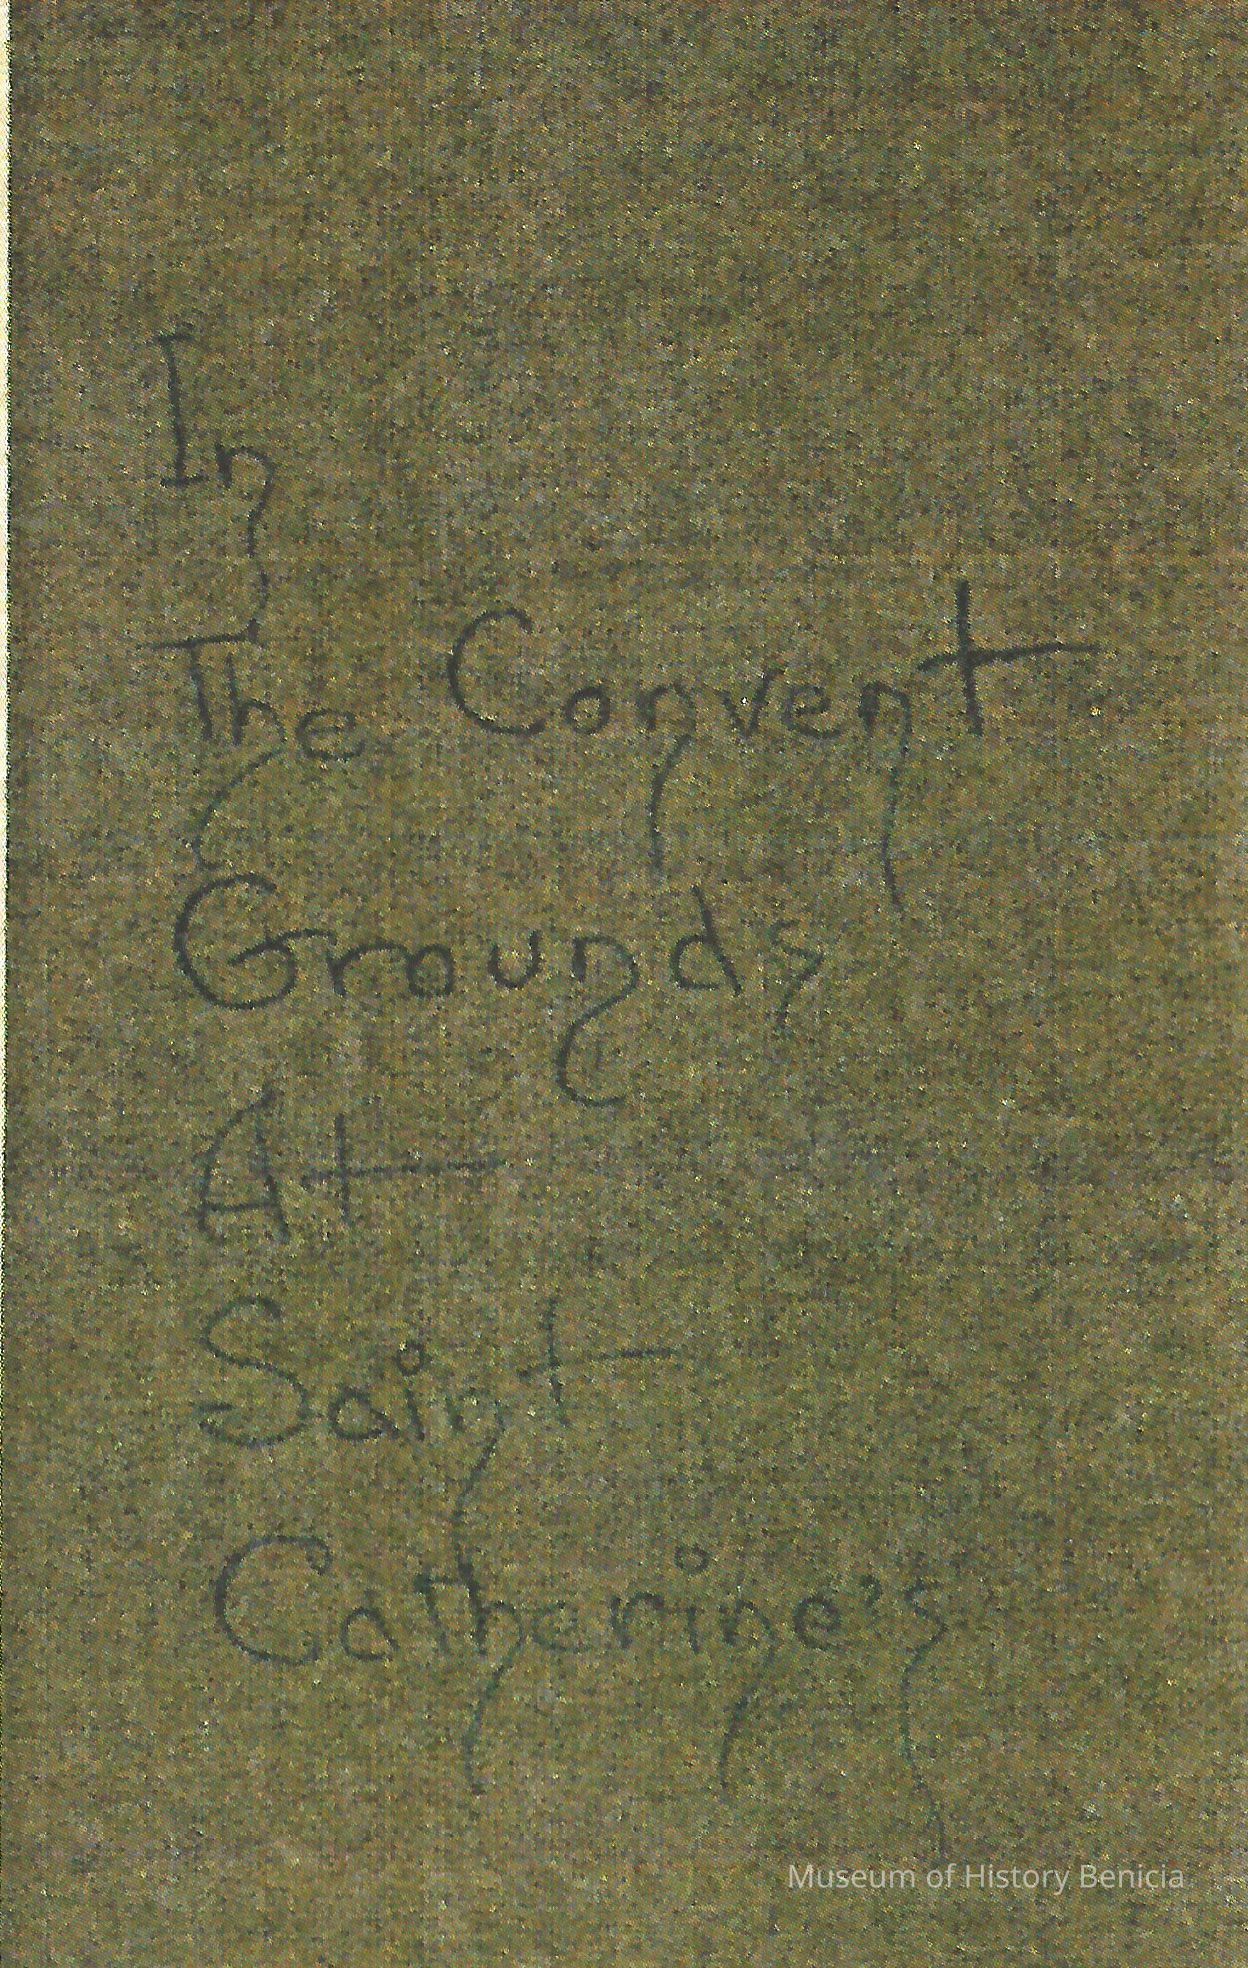 In
The Convent
Grounds
At
Saint
Catherine's
Museum of History Benicia